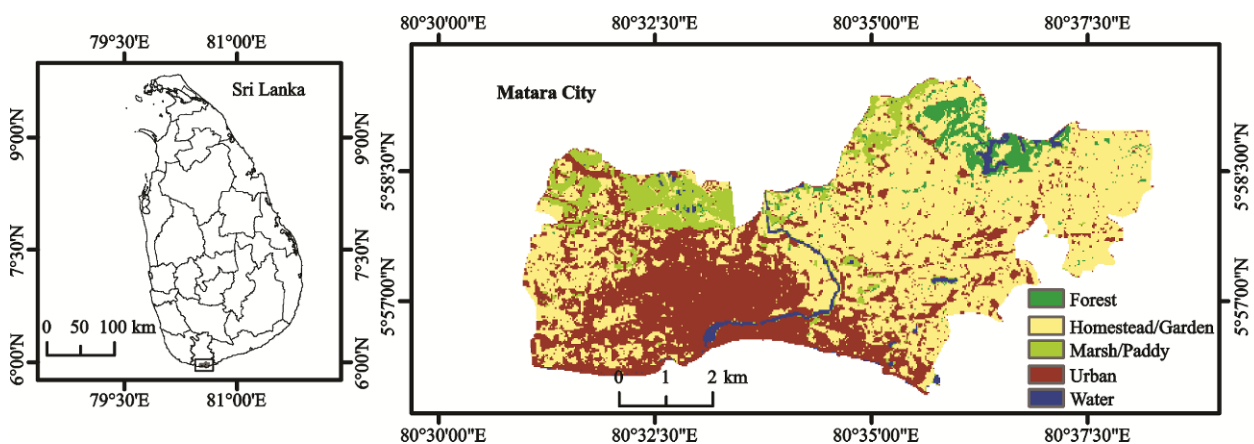 79°30'E 81°00'E
Sri Lanka
9°00'N
7°30'N
6°00'N
0 50 100 km
9°00'N
7°30'N
6°00'N
79°30'E 81°00'E
80°30'00"E 80°32'30"E 80°35'00"E 80°37'30"E
Matara City
5°58'30"N
5°57'00"N
5°58'30"N
5°57'00"N
Forest
Homestead/Garden
Marsh/Paddy
Urban
Water
0 1 2 km
80°30'00"E 80°32'30"E 80°35'00"E 80°37'30"E